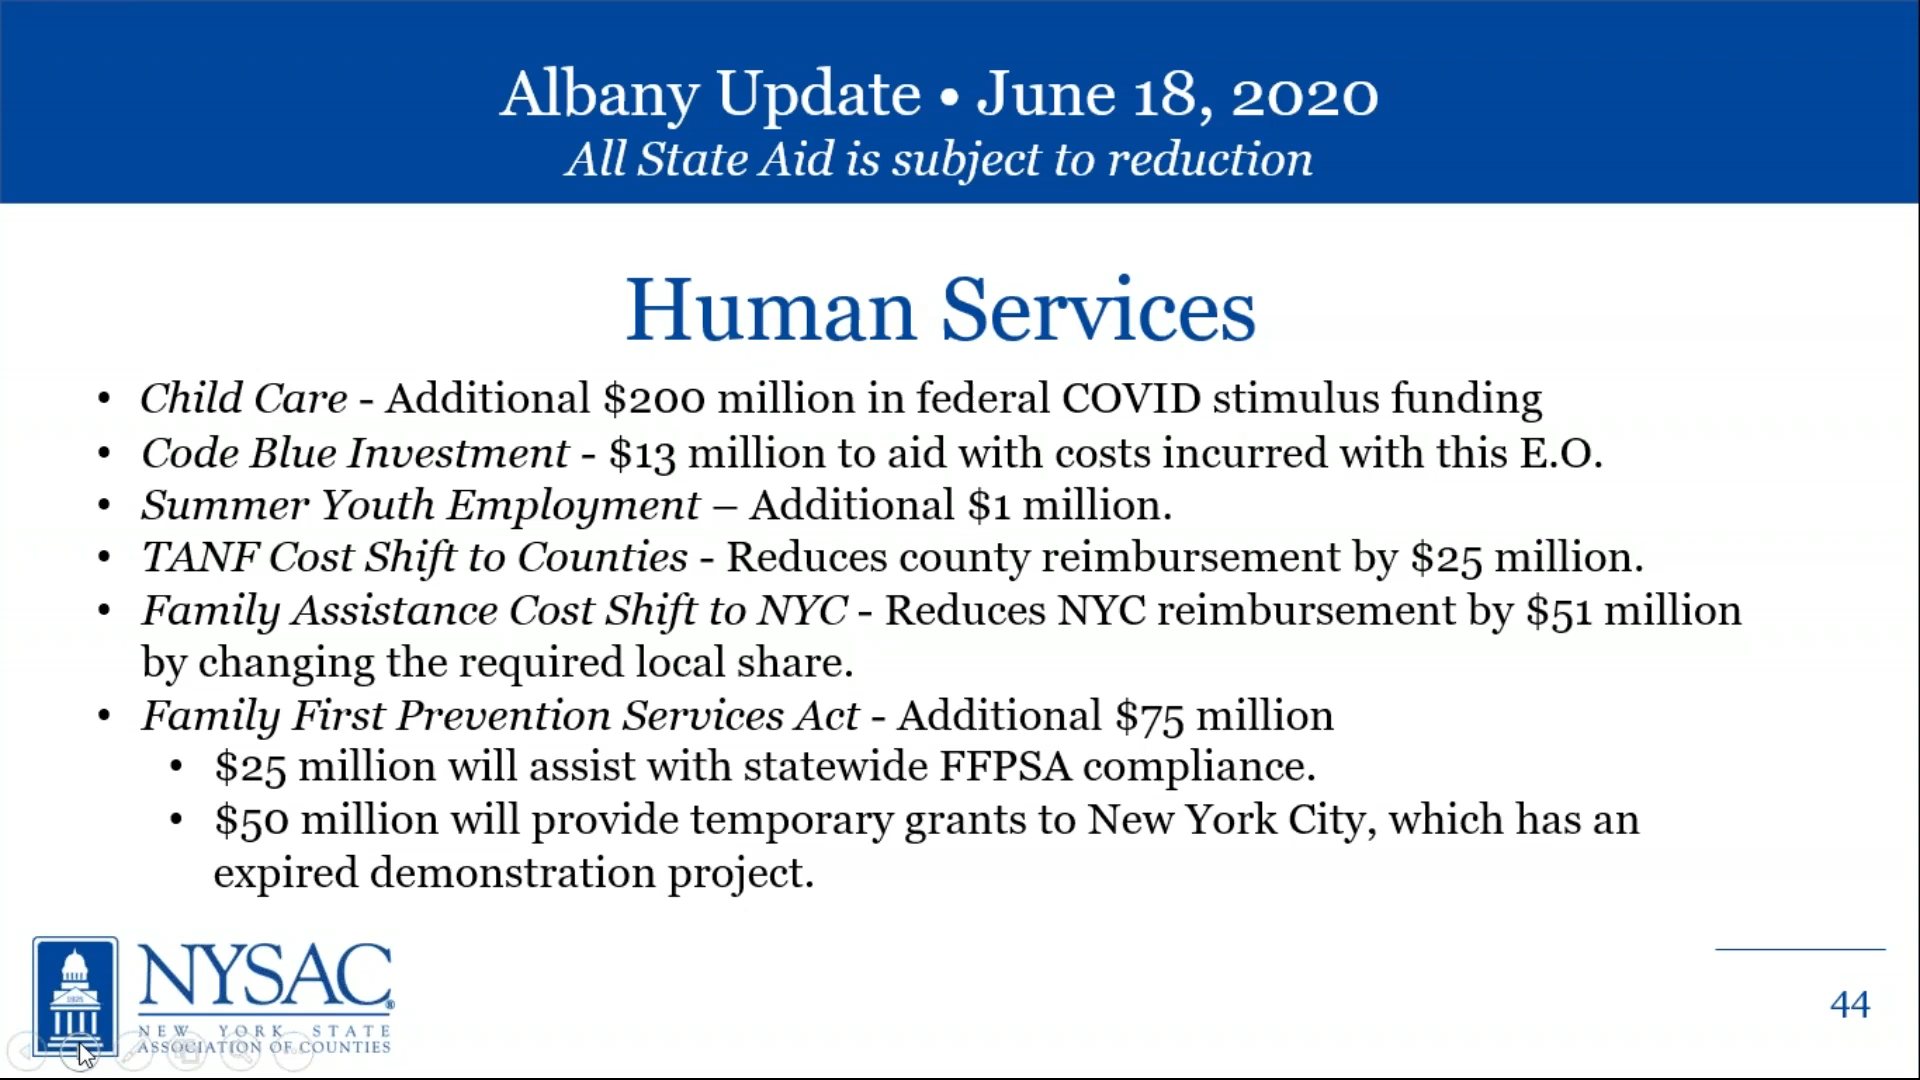 Albany Update • June 18, 2020
All State Aid is subject to reduction
Human Services
• Child Care - Additional $200 million in federal COVID stimulus funding
• Code Blue Investment - $13 million to aid with costs incurred with this E.O.
• Summer Youth Employment – Additional $1 million.
• TANF Cost Shift to Counties - Reduces county reimbursement by $25 million.
• Family Assistance Cost Shift to NYC - Reduces NYC reimbursement by $51 million
by changing the required local share.
• Family First Prevention Services Act - Additional $75 million
• $25 million will assist with statewide FFPSA compliance.
• $50 million will provide temporary grants to New York City, which has an
expired demonstration project.
1925
NYSAC®
NEW YORK STATE
ASSOCIATION OF COUNTIES
44